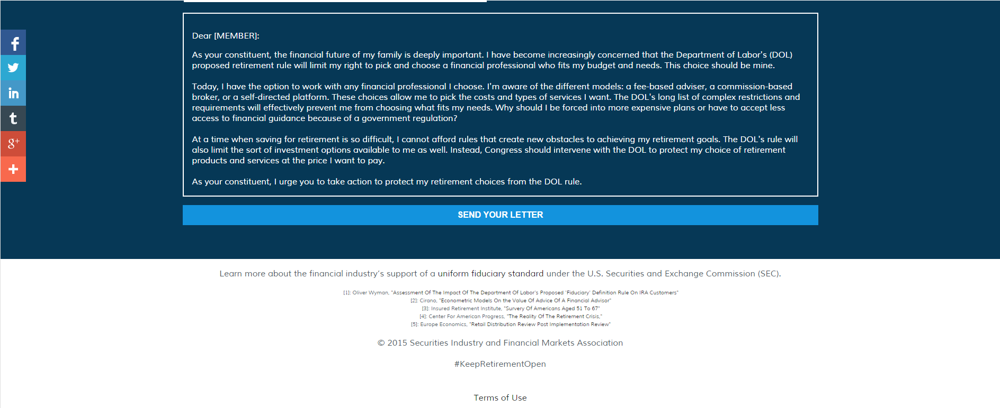 Dear [MEMBER]:
As your constituent, the financial future of my family is deeply important. I have become increasingly concerned that the Department of Labor's (DOL)
proposed retirement rule will limit my right to pick and choose a financial professional who fits my budget and needs. This choice should be mine.
Today, I have the option to work with any financial professional I choose. I'm aware of the different models: a fee-based adviser, a commission-based
broker, or a self-directed platform. These choices allow me to pick the costs and types of services I want. The DOL's long list of complex restrictions and
requirements will effectively prevent me from choosing what fits my needs. Why should I be forced into more expensive plans or have to accept less
access to financial guidance because of a government regulation?
At a time when saving for retirement is so difficult, I cannot afford rules that create new obstacles to achieving my retirement goals. The DOL's rule will
also limit the sort of investment options available to me as well. Instead, Congress should intervene with the DOL to protect my choice of retirement
products and services at the price I want to pay.
As your constituent, I urge you to take action to protect my retirement choices from the DOL rule.
SEND YOUR LETTER
f
in
t
g+
Learn more about the financial industry's support of a uniform fiduciary standard under the U.S. Securities and Exchange Commission (SEC).
[1]: Oliver Wyman, "Assessment Of The Impact Of The Department Of Labor's Proposed 'Fiduciary' Definition Rule On IRA Customers"
[2]: Cirano, "Econometric Models On the Value Of Advice Of A Financial Advisor"
[3]: Insured Retirement Institute, "Survery Of Americans Aged 51 To 67"
[4]: Center For American Progress, "The Reality Of The Retirement Crisis,"
[5]: Europe Economics, "Retail Distribution Review Post Implementation Review"
© 2015 Securities Industry and Financial Markets Association
#KeepRetirementOpen
Terms of Use